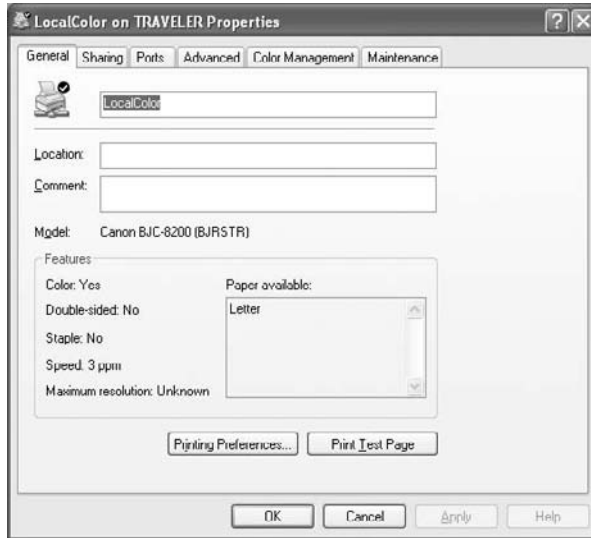 LocalColor on TRAVELER Properties
General Sharing Ports Advanced Color Management Maintenance
LocalColor
Location:
Comment:
Model: Canon BJC-8200 (BJRSTR)
Features
Color: Yes Paper available:
Double-sided: No Letter
Staple: No
Speed: 3 ppm
Maximum resolution: Unknown
Printing Preferences... Print Test Page
OK Cancel Apply Help